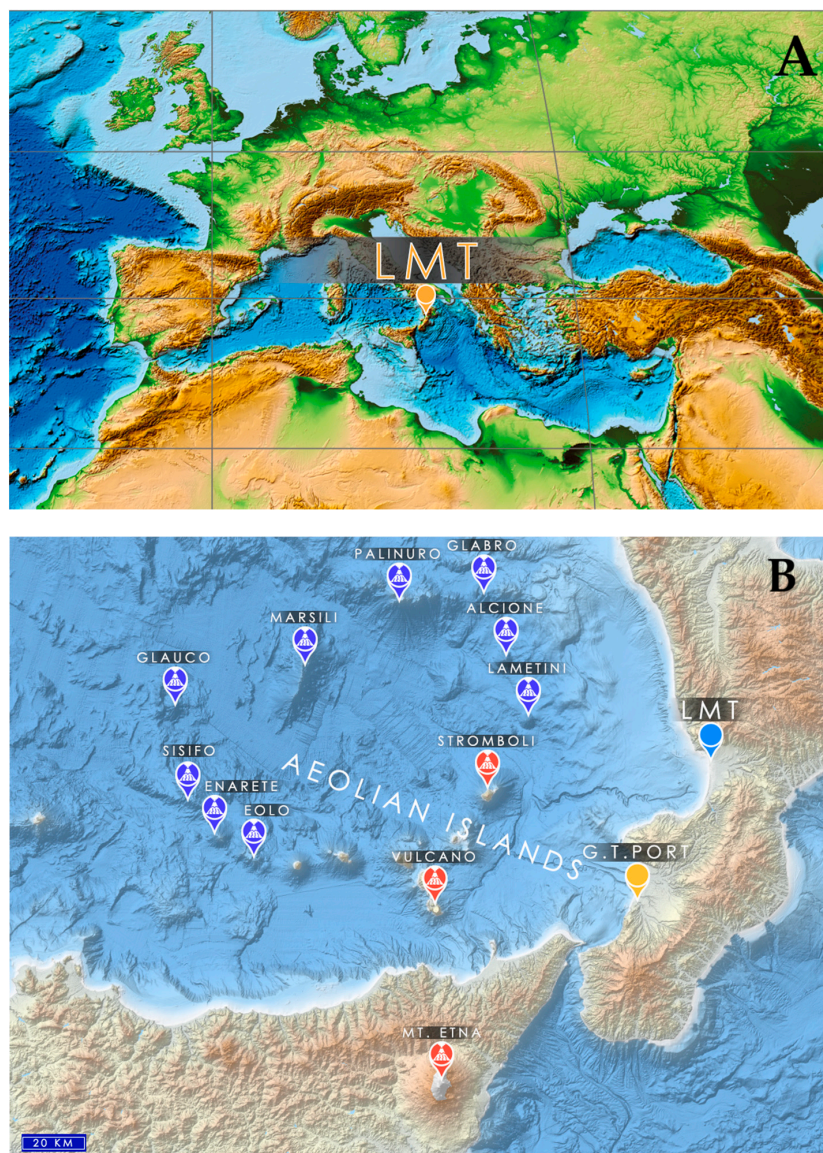 A
LMT
B
PALINURO
GLABRO
MARSILI
ALCIONE
GLAUCO
LAMETINI
LMT
SISIFO
STROMBOLI
ENARETE
AEOLIAN ISLANDS
EOLO
VULCANO
G.T.PORT
MT. ETNA
20 KM